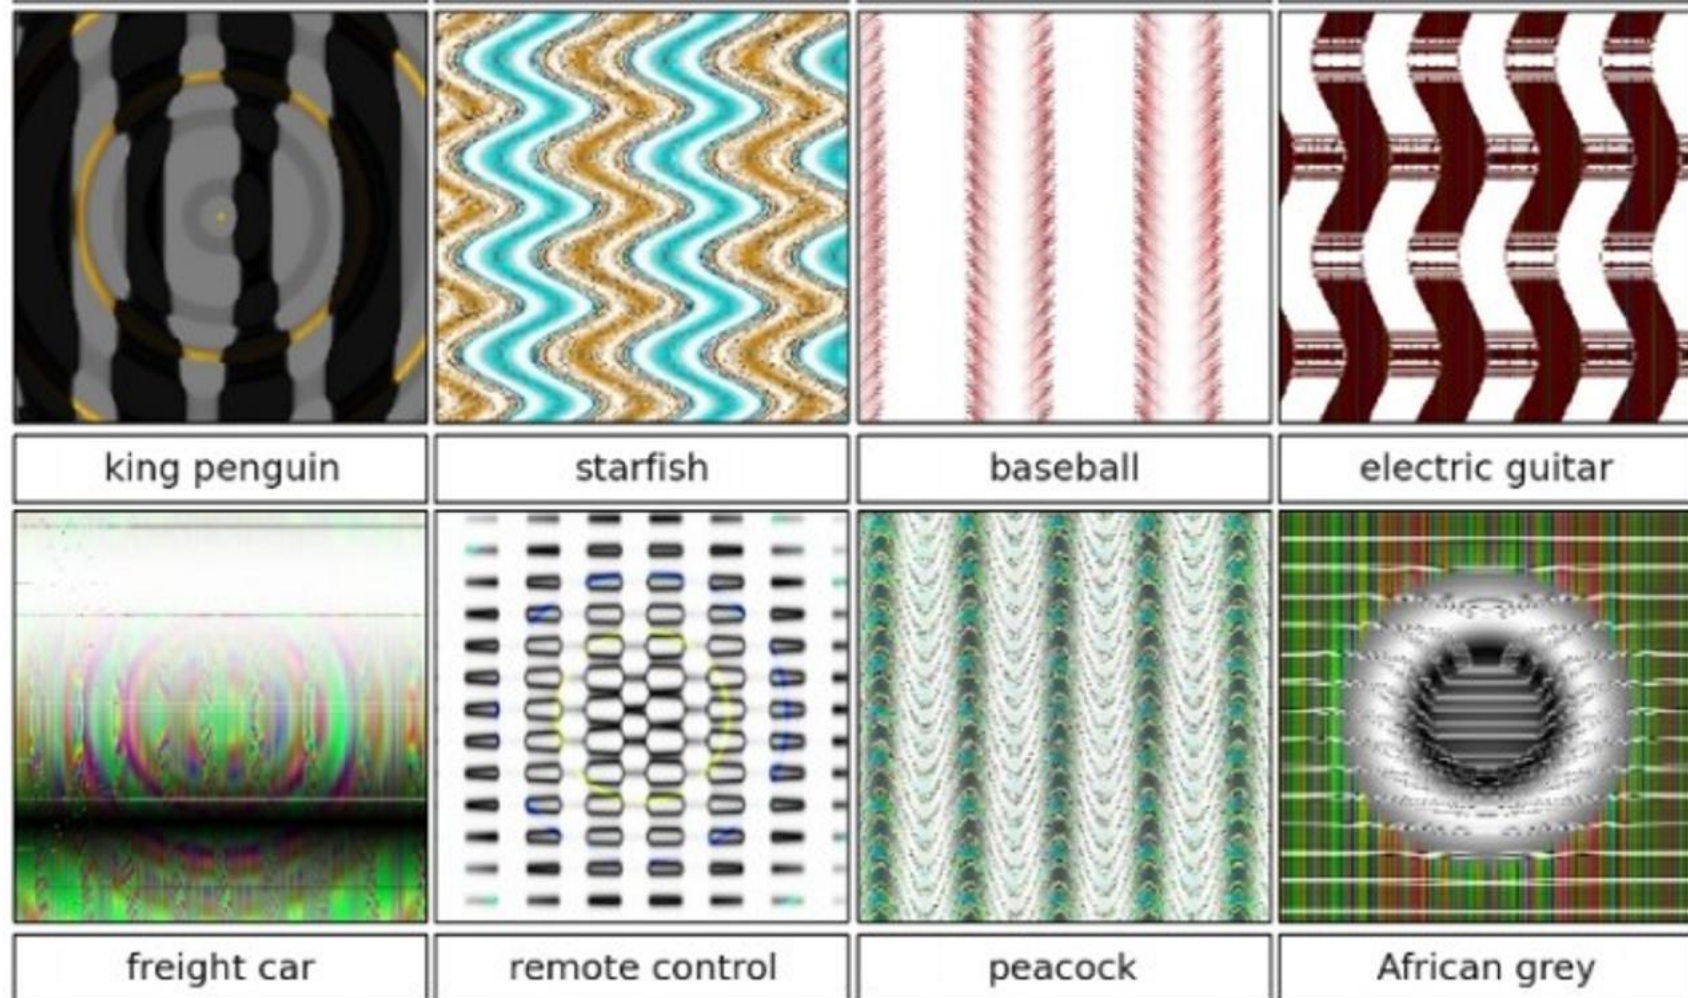 king penguin
starfish
baseball
electric guitar
freight car
remote control
peacock
African grey